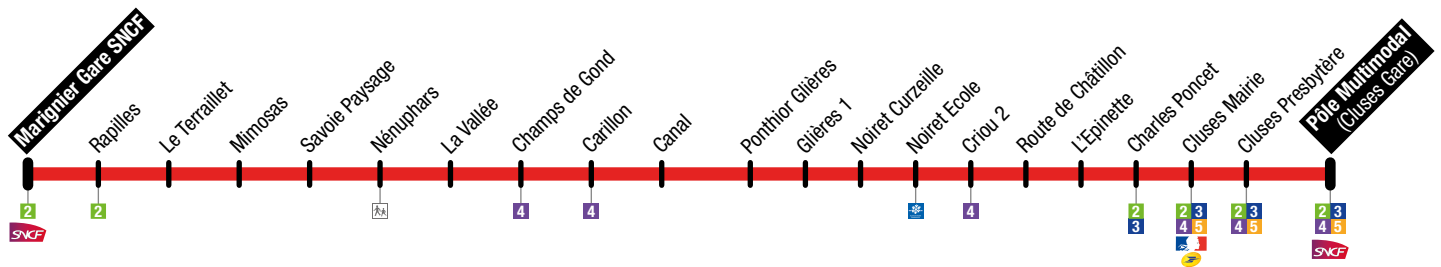 Marignier Gare SNCF
Rapilles
Le Terraillet
Mimosas
Savoie Paysage
Nénuphars
La Vallée
Champs de Gond
Carillon
Canal
Ponthior Glières
Glières 1
Noiret Curzeille
Noiret Ecole
Criou 2
Route de Châtillon
L'Epinette
Charles Poncet
Cluses Mairie
Cluses Presbytère
Pôle Multimodal
(Cluses Gare)
2
SNCF
2
4
4
4
2
3
2 3
4 5
2 3
4 5
2 3
4 5
SNCF